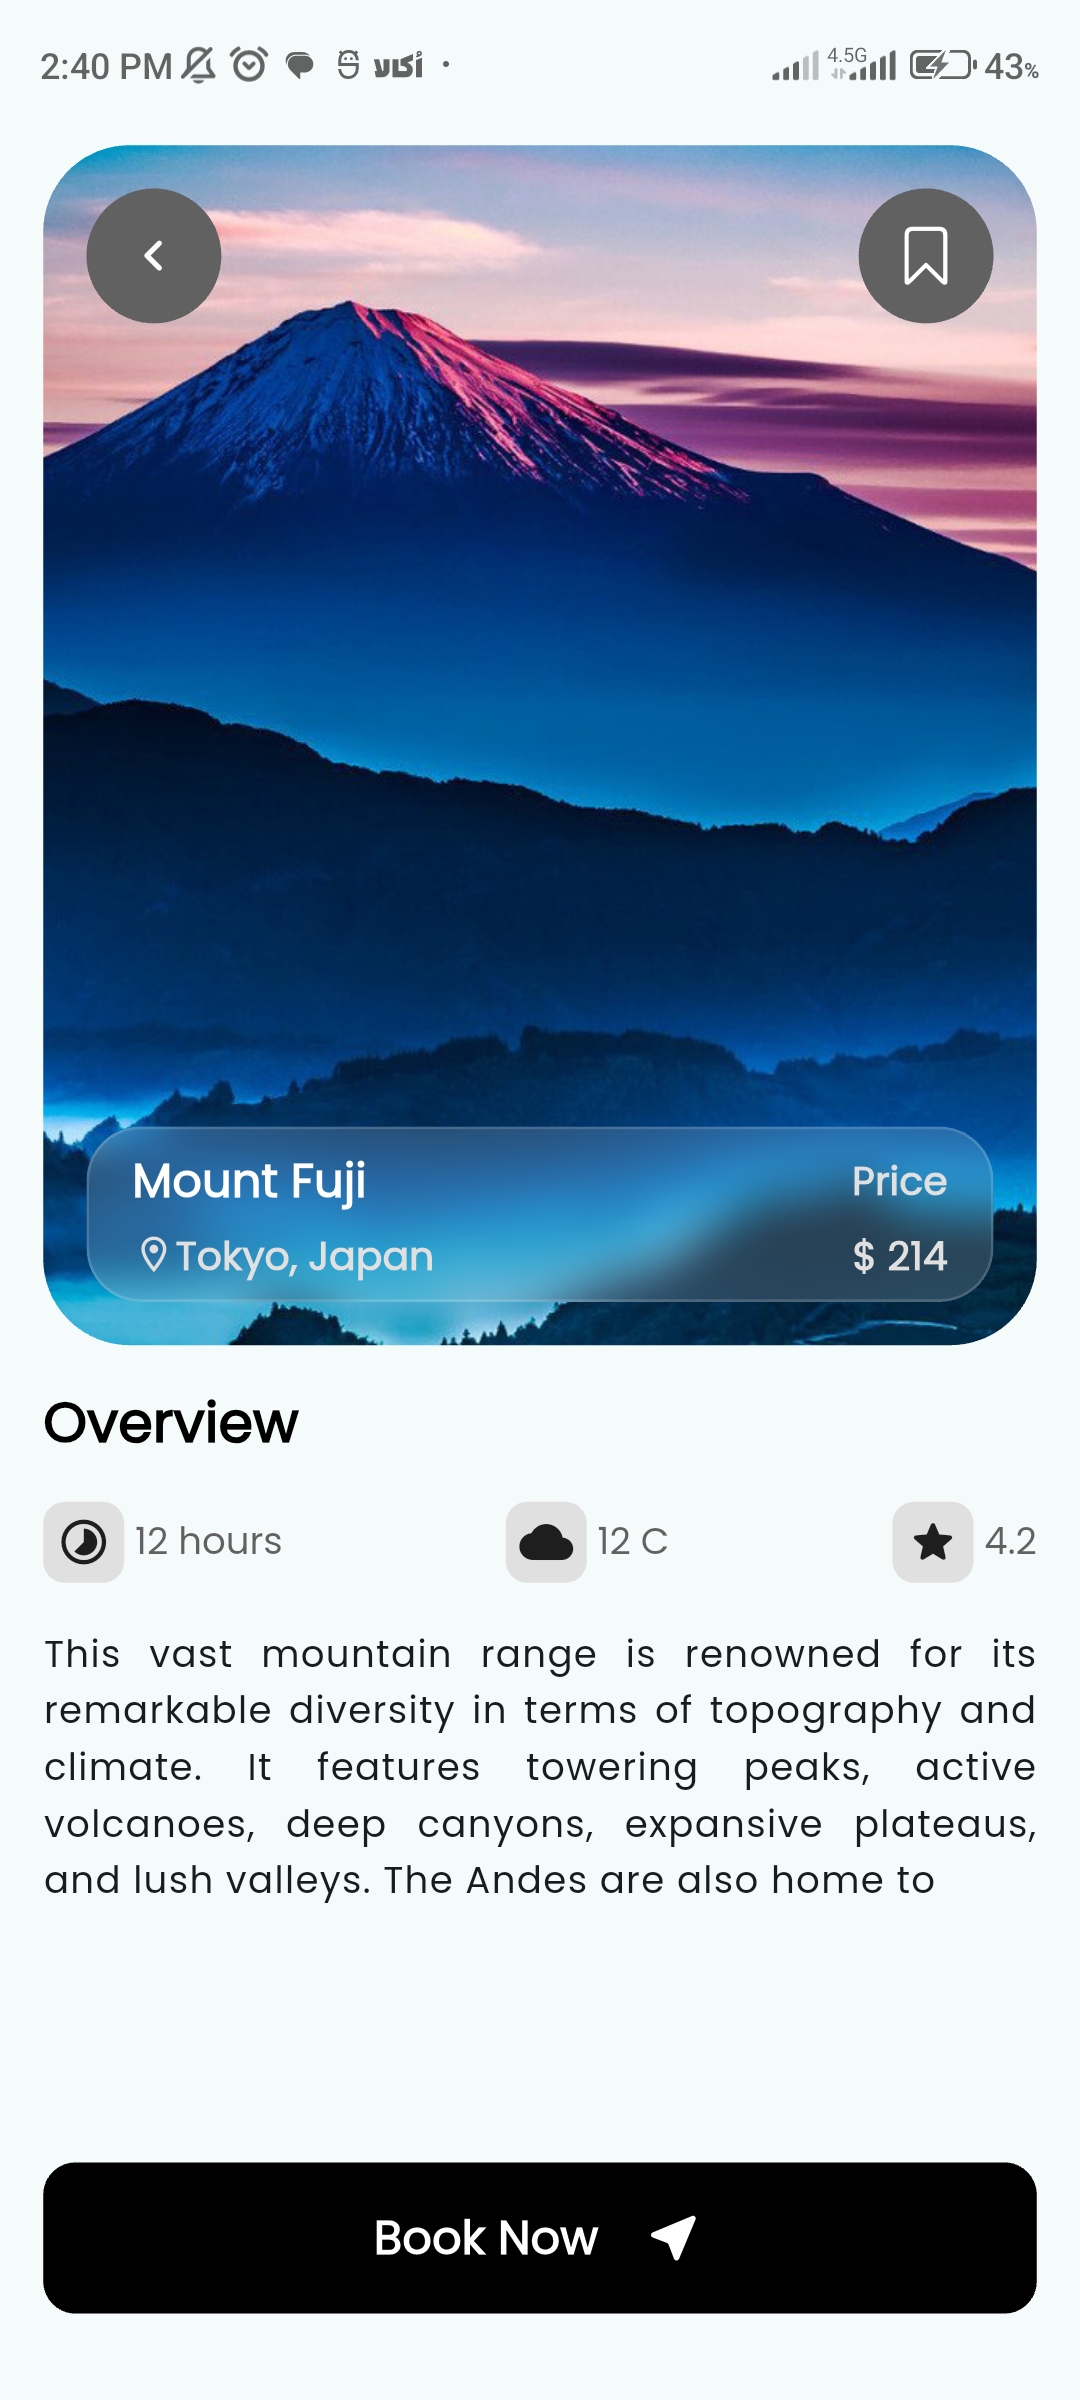 2:40 PM أكالا
4.5G 43%
Mount Fuji Price
Tokyo, Japan $ 214
Overview
12 hours 12 C 4.2
This vast mountain range is renowned for its
remarkable diversity in terms of topography and
climate. It features towering peaks, active
volcanoes, deep canyons, expansive plateaus,
and lush valleys. The Andes are also home to
Book Now